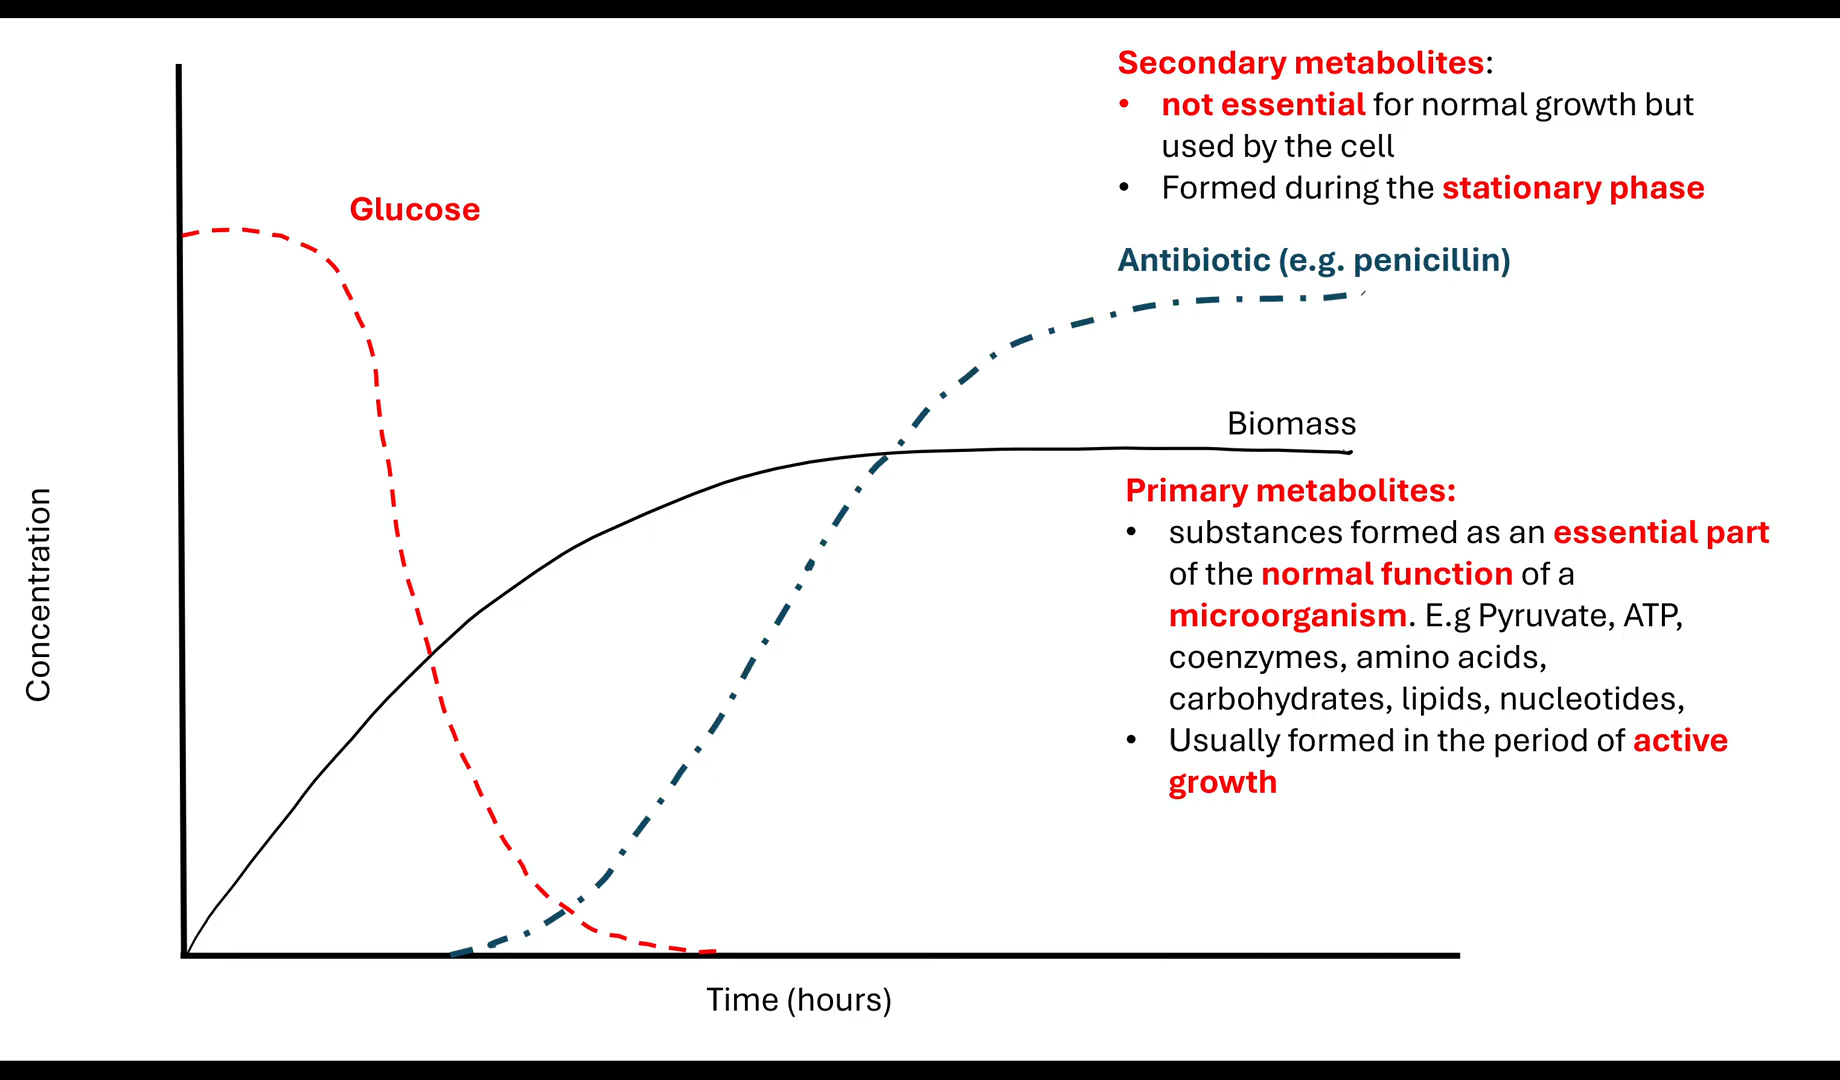 Secondary metabolites:
• not essential for normal growth but
used by the cell
• Formed during the stationary phase
Glucose
Antibiotic (e.g. penicillin)
Biomass
Primary metabolites:
• substances formed as an essential part
of the normal function of a
microorganism. E.g Pyruvate, ATP,
coenzymes, amino acids,
carbohydrates, lipids, nucleotides,
• Usually formed in the period of active
growth
Concentration
Time (hours)